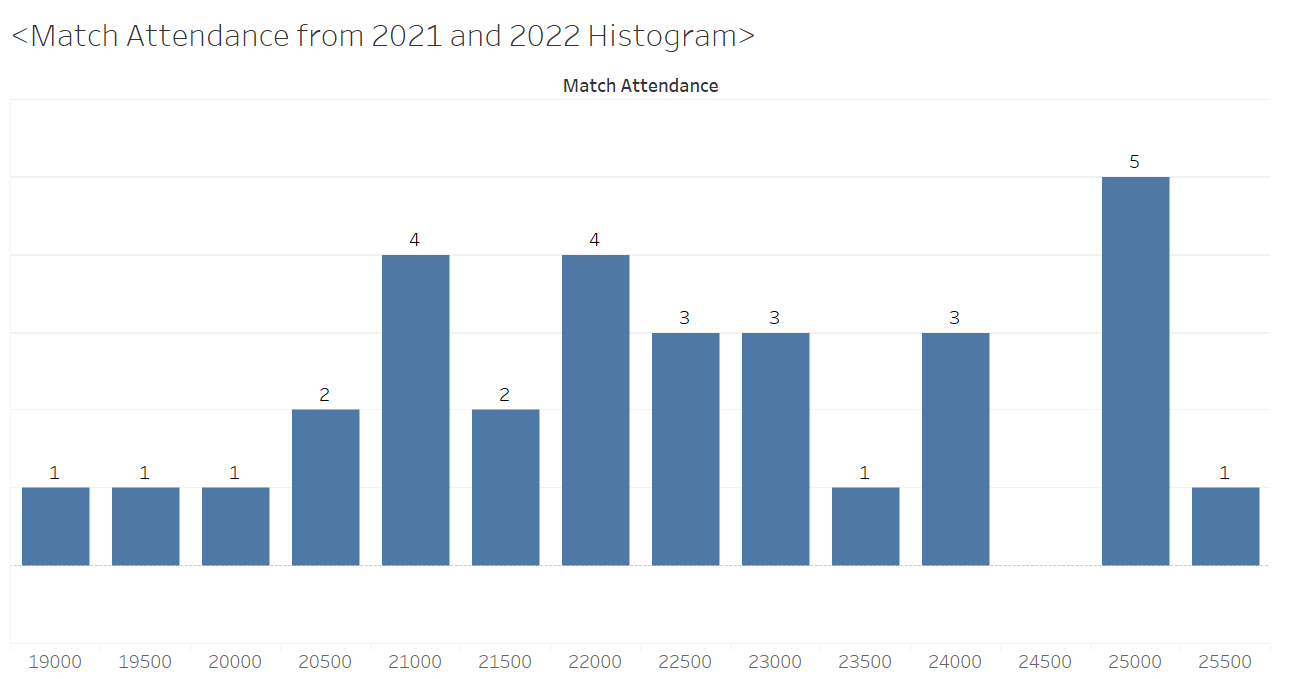 <Match Attendance from 2021 and 2022 Histogram>
Match Attendance
5
4 4
3 3 3
2 2
1 1 1 1 1
19000 19500 20000 20500 21000 21500 22000 22500 23000 23500 24000 24500 25000 25500